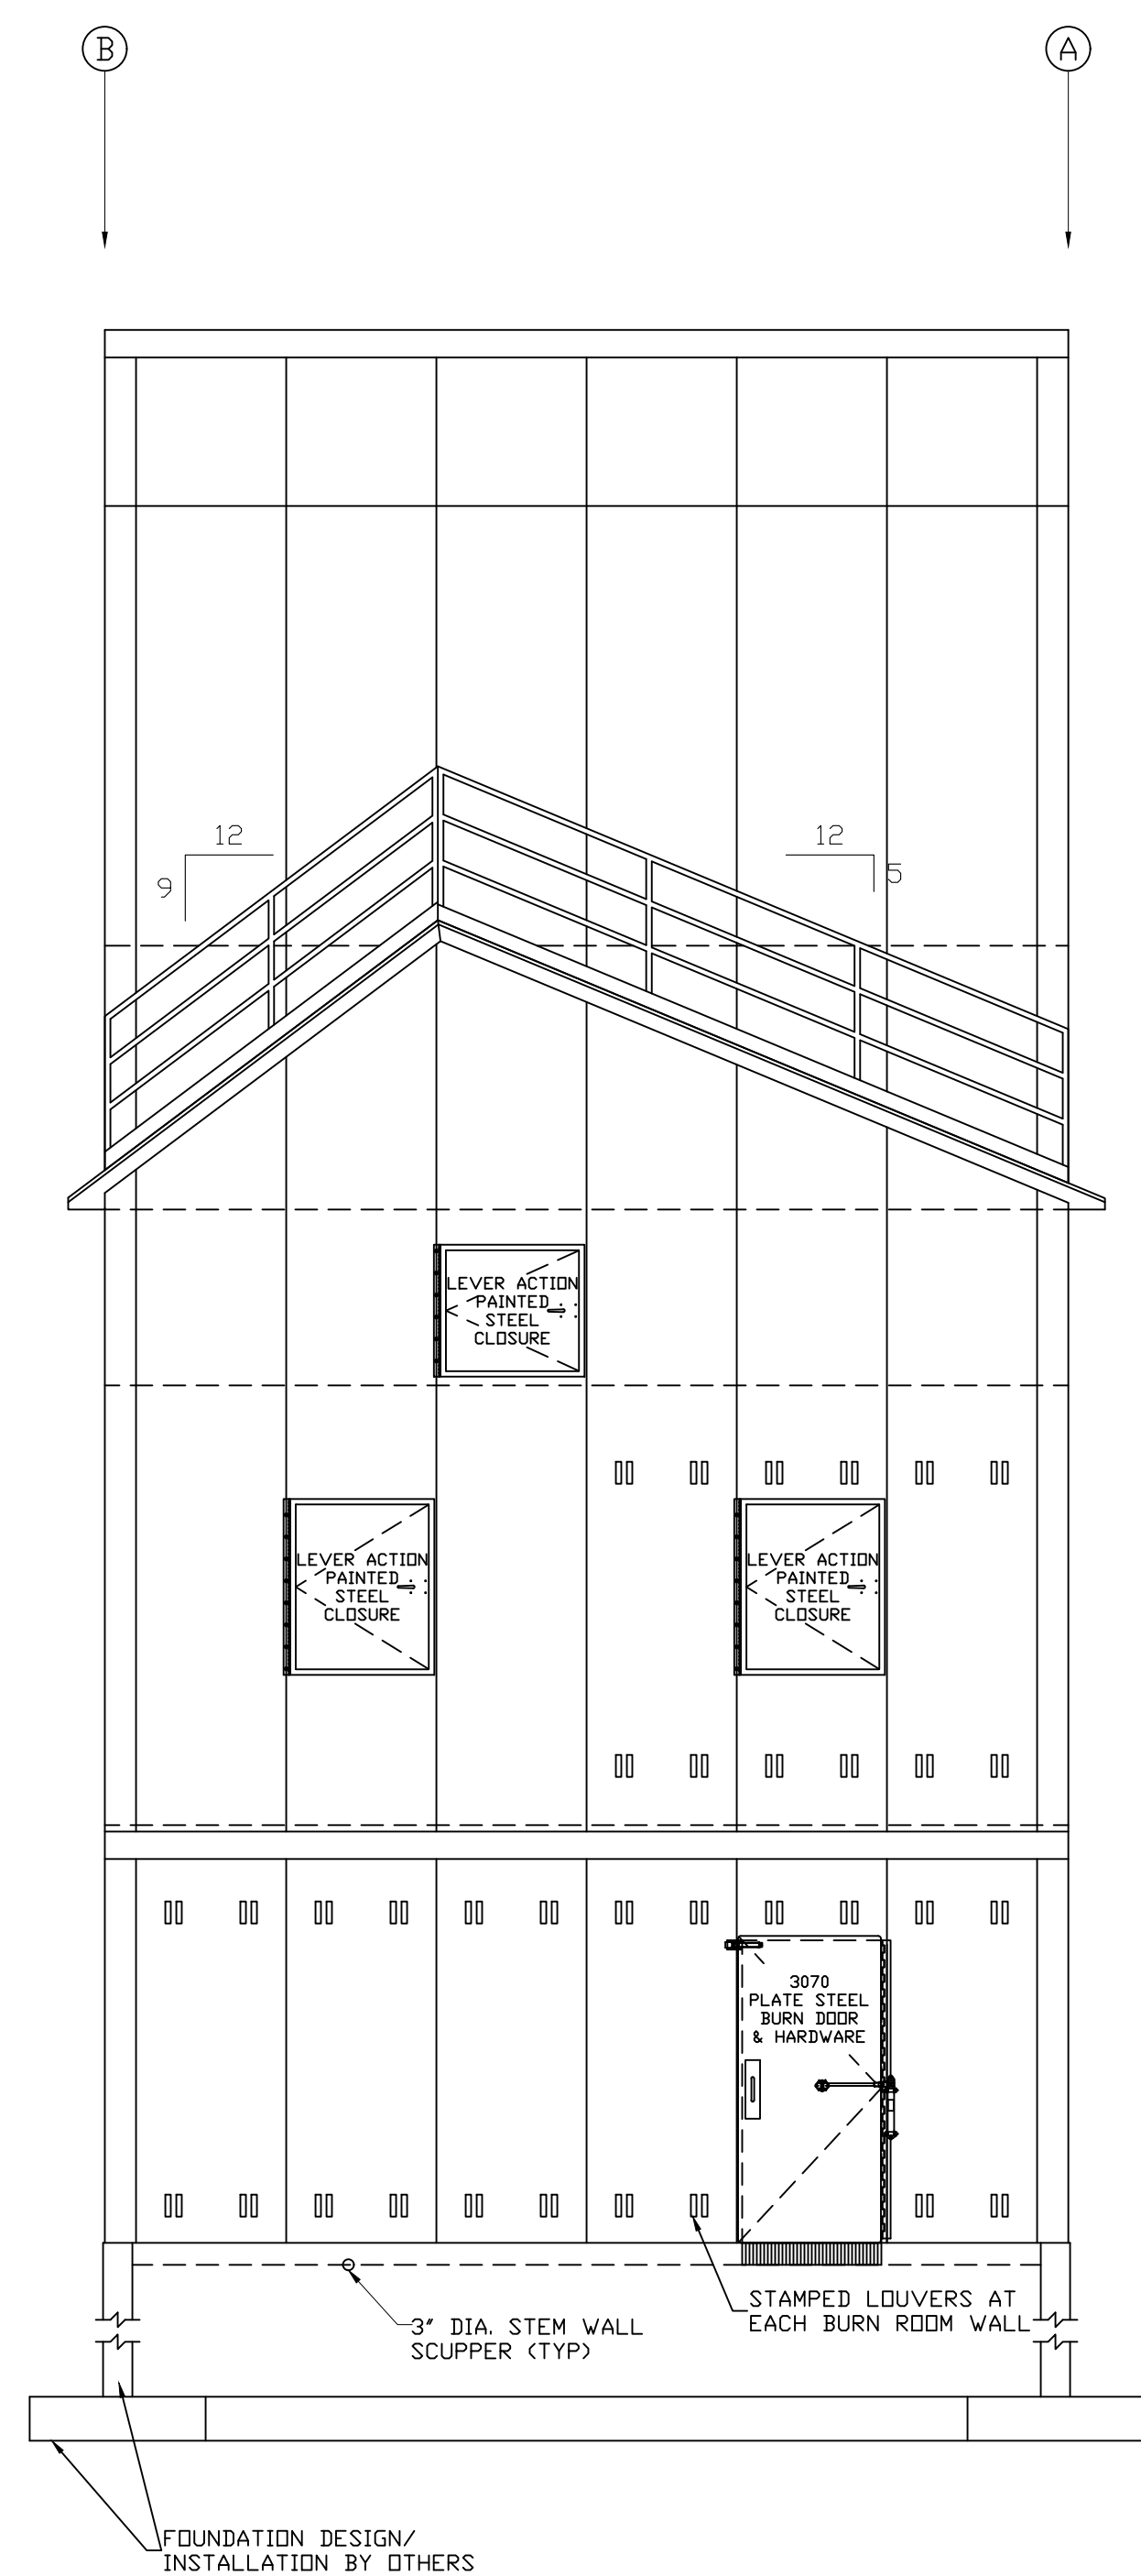 B
A
12
9
12
5
LEVER ACTION
PAINTED
STEEL
CLOSURE
LEVER ACTION
PAINTED
STEEL
CLOSURE
LEVER ACTION
PAINTED
STEEL
CLOSURE
3070
PLATE STEEL
BURN DOOR
& HARDWARE
STAMPED LOUVERS AT
EACH BURN ROOM WALL
3" DIA. STEM WALL
SCUPPER (TYP)
FOUNDATION DESIGN/
INSTALLATION BY OTHERS